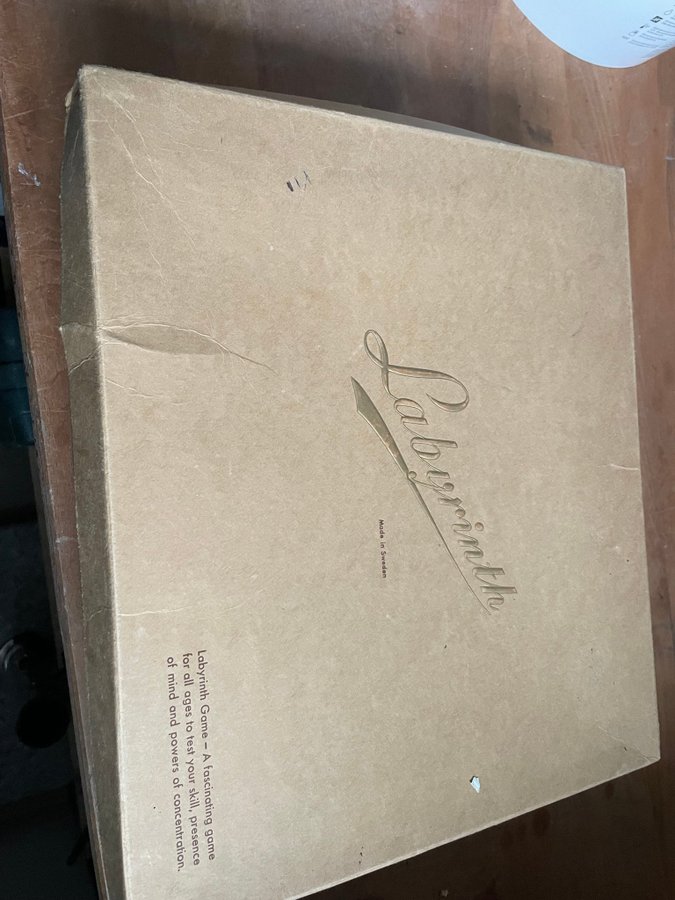 Labyrinth
Made in Sweden
Labyrinth Game – A fascinating game
for all ages to test your skill, presence
of mind and powers of concentration.